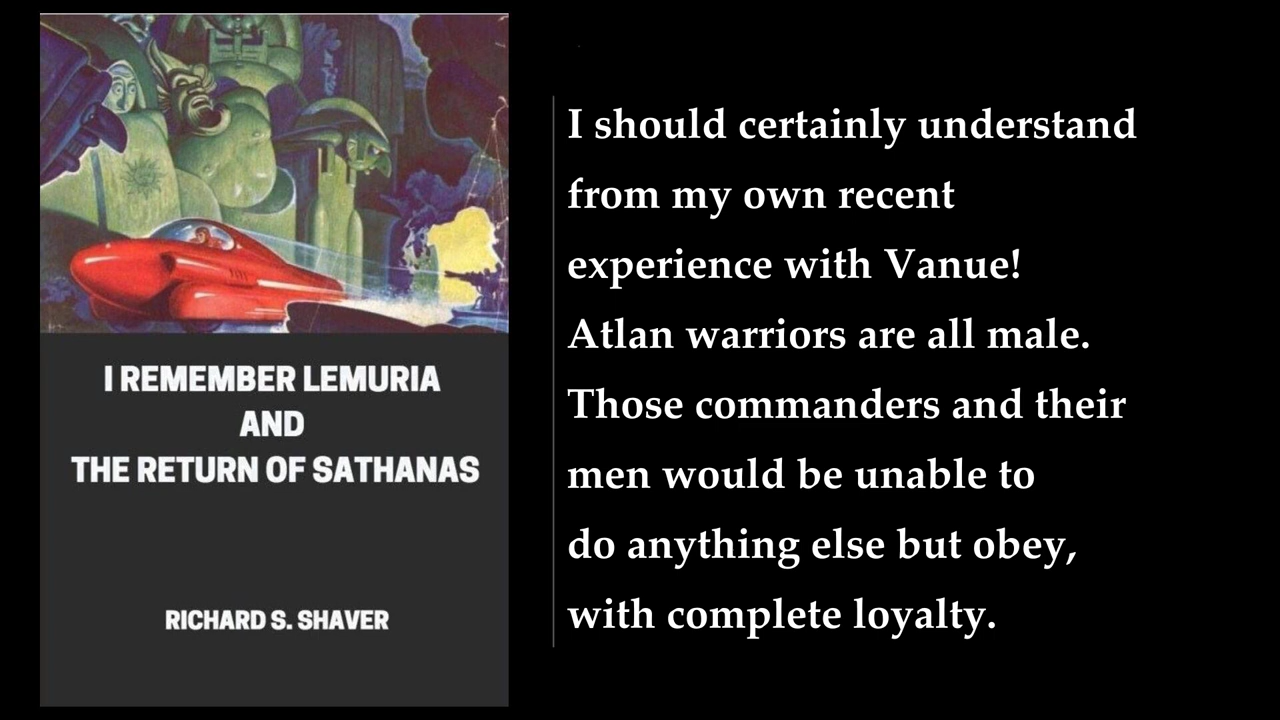 I REMEMBER LEMURIA
AND
THE RETURN OF SATHANAS
RICHARD S. SHAVER
I should certainly understand
from my own recent
experience with Vanue!
Atlan warriors are all male.
Those commanders and their
men would be unable to
do anything else but obey,
with complete loyalty.